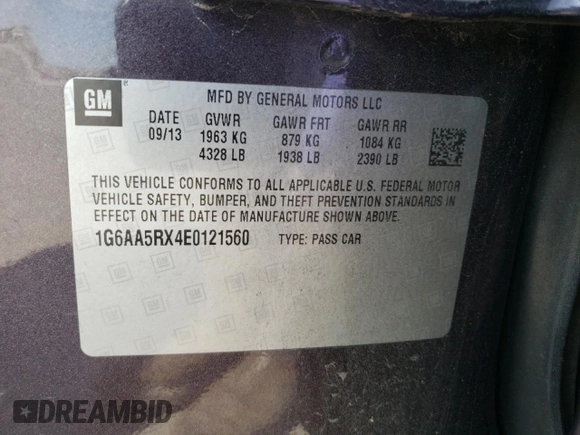 GM
MFD BY GENERAL MOTORS LLC
DATE GVWR GAWR FRT GAWR RR
09/13 1963 KG 879 KG 1084 KG
4328 LB 1938 LB 2390 LB
THIS VEHICLE CONFORMS TO ALL APPLICABLE U.S. FEDERAL MOTOR
VEHICLE SAFETY, BUMPER, AND THEFT PREVENTION STANDARDS IN
EFFECT ON THE DATE OF MANUFACTURE SHOWN ABOVE.
1G6AA5RX4E0121560 TYPE: PASS CAR
DREAMBID